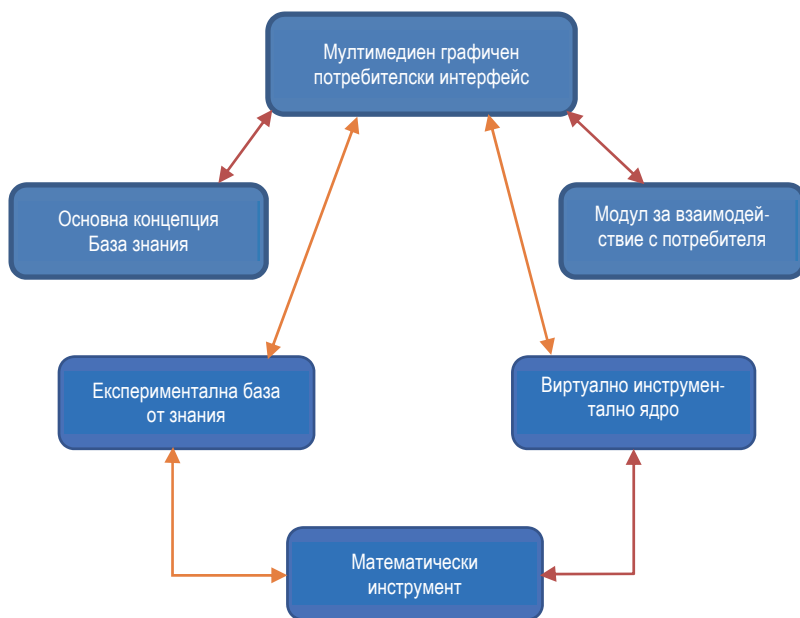 Мултимедиен графичен
потребителски интерфейс
Основна концепция
База знания
Модул за взаимодей-
ствие с потребителя
Експериментална база
от знания
Виртуално инструмен-
тално ядро
Математически
инструмент